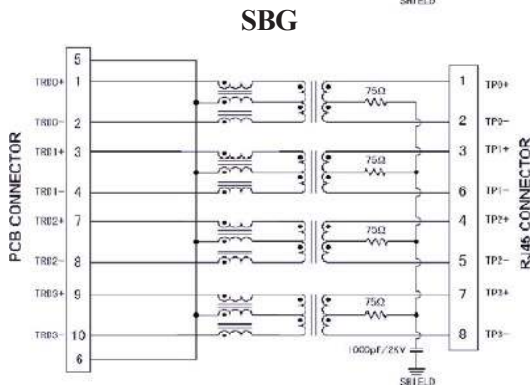 SHIELD
SBG
5
TRD0+ 1 75Ω 1 TP0+
TRD0- 2 2 TP0-
TRD1+ 3 75Ω 3 TP1+
TRD1- 4 6 TP1-
TRD2+ 7 75Ω 4 TP2+
TRD2- 8 5 TP2-
TRD3+ 9 75Ω 7 TP3+
TRD3- 10 8 TP3-
6 1000pF/2KV
SHIELD
PCB CONNECTOR
RJ45 CONNECTOR